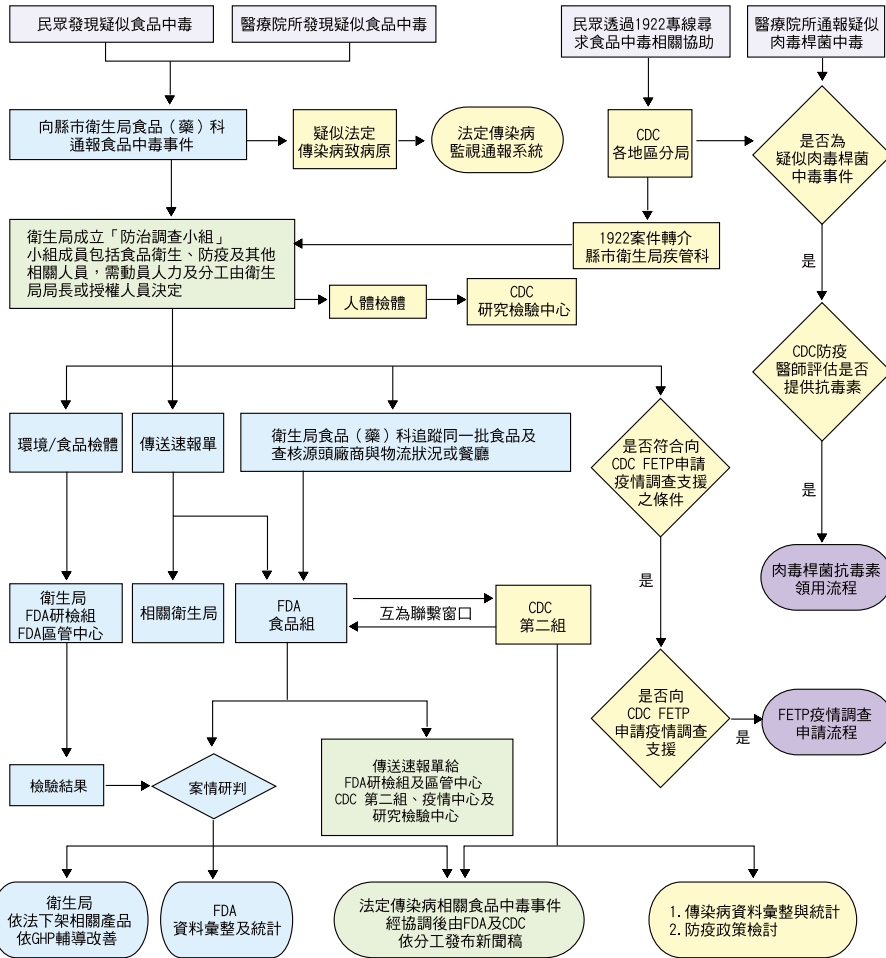 民眾發現疑似食品中毒
醫療院所發現疑似食品中毒
民眾透過1922專線尋
求食品中毒相關協助
醫療院所通報疑似
肉毒桿菌中毒
向縣市衛生局食品（藥）科
通報食品中毒事件
疑似法定
傳染病致病原
法定傳染病
監視通報系統
CDC
各地區分局
是否為
疑似肉毒桿菌
中毒事件
衛生局成立「防治調查小組」
小組成員包括食品衛生、防疫及其他
相關人員，需動員人力及分工由衛生
局局長或授權人員決定
1922案件轉介
縣市衛生局疾管科
是
人體檢體
CDC
研究檢驗中心
CDC防疫
醫師評估是否
提供抗毒素
環境/食品檢體
傳送速報單
衛生局食品（藥）科追蹤同一批食品及
查核源頭廠商與物流狀況或餐廳
是否符合向
CDC FETP申請
疫情調查支援
之條件
是
衛生局
FDA研檢組
FDA區管中心
相關衛生局
FDA
食品組
互為聯繫窗口
CDC
第二組
是
肉毒桿菌抗毒素
領用流程
是否向
CDC FETP
申請疫情調查
支援
是
FETP疫情調查
申請流程
檢驗結果
案情研判
傳送速報單給
FDA研檢組及區管中心
CDC 第二組、疫情中心及
研究檢驗中心
衛生局
依法下架相關產品
依GHP輔導改善
FDA
資料彙整及統計
法定傳染病相關食品中毒事件
經協調後由FDA及CDC
依分工發布新聞稿
1.傳染病資料彙整與統計
2.防疫政策檢討